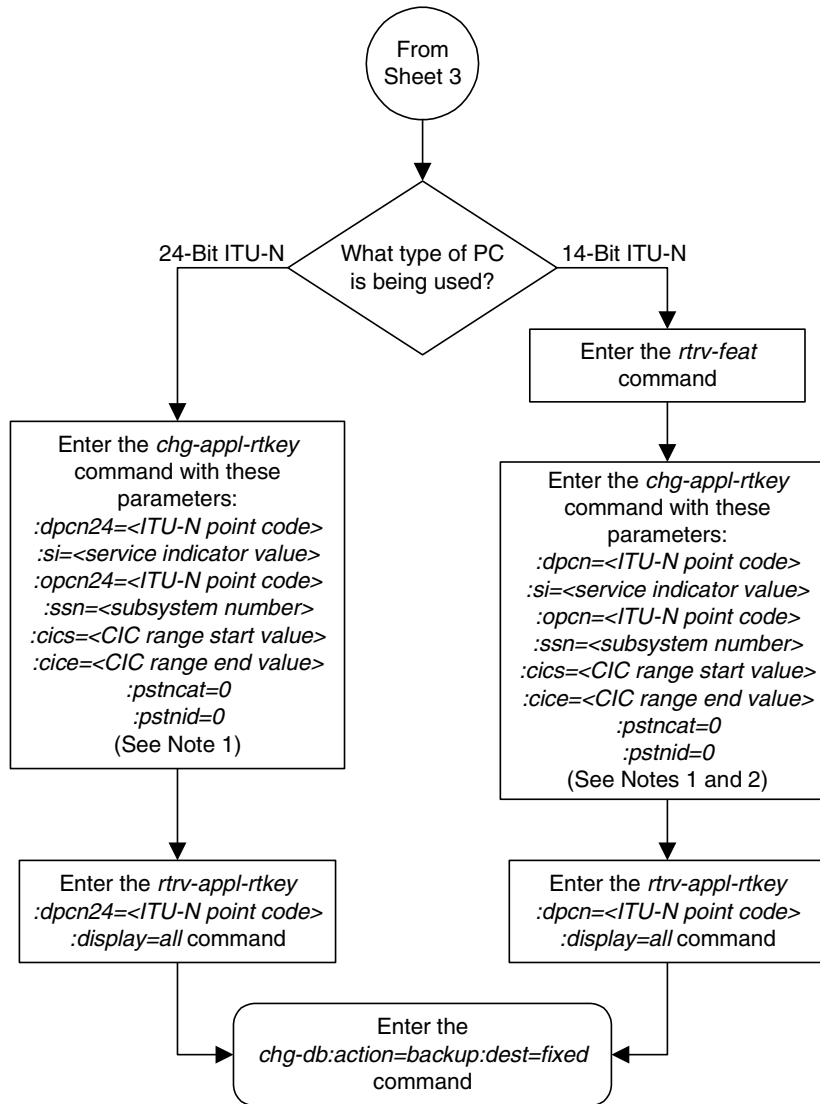 From
Sheet 3
What type of PC
is being used?
24-Bit ITU-N
14-Bit ITU-N
Enter the rtrv-feat
command
Enter the chg-appl-rtkey
command with these
parameters:
:dpcn24=<ITU-N point code>
:si=<service indicator value>
:opcn24=<ITU-N point code>
:ssn=<subsystem number>
:cics=<CIC range start value>
:cice=<CIC range end value>
:pstncat=0
:pstnid=0
(See Note 1)
Enter the chg-appl-rtkey
command with these
parameters:
:dpcn=<ITU-N point code>
:si=<service indicator value>
:opcn=<ITU-N point code>
:ssn=<subsystem number>
:cics=<CIC range start value>
:cice=<CIC range end value>
:pstncat=0
:pstnid=0
(See Notes 1 and 2)
Enter the rtrv-appl-rtkey
:dpcn24=<ITU-N point code>
:display=all command
Enter the rtrv-appl-rtkey
:dpcn=<ITU-N point code>
:display=all command
Enter the
chg-db:action=backup:dest=fixed
command